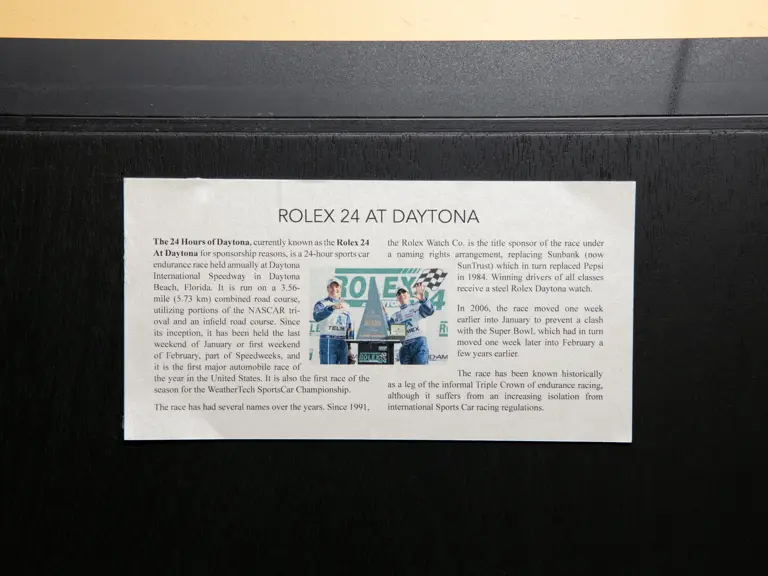 ROLEX 24 AT DAYTONA
The 24 Hours of Daytona, currently known as the Rolex 24
At Daytona for sponsorship reasons, is a 24-hour sports car
endurance race held annually at Daytona
International Speedway in Daytona
Beach, Florida. It is run on a 3.56-
mile (5.73 km) combined road course,
utilizing portions of the NASCAR tri-
oval and an infield road course. Since
its inception, it has been held the last
weekend of January or first weekend
of February, part of Speedweeks, and
it is the first major automobile race of
the year in the United States. It is also the first race of the
season for the WeatherTech SportsCar Championship.
The race has had several names over the years. Since 1991,
ROLEX
24
ROLEX
the Rolex Watch Co. is the title sponsor of the race under
a naming rights arrangement, replacing Sunbank (now
SunTrust) which in turn replaced Pepsi
in 1984. Winning drivers of all classes
receive a steel Rolex Daytona watch.
In 2006, the race moved one week
earlier into January to prevent a clash
with the Super Bowl, which had in turn
moved one week later into February a
few years earlier.
The race has been known historically
as a leg of the informal Triple Crown of endurance racing,
although it suffers from an increasing isolation from
international Sports Car racing regulations.